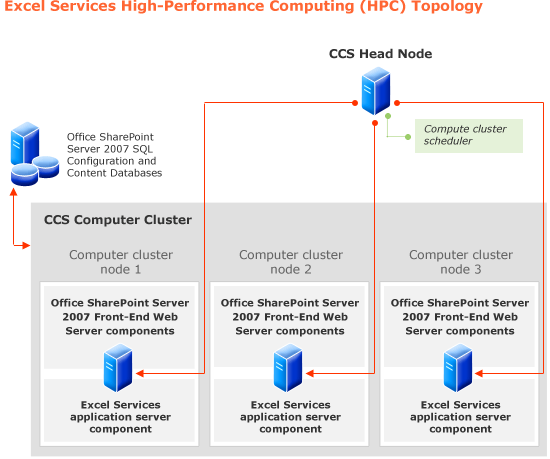 Excel Services High-Performance Computing (HPC) Topology
CCS Head Node
Compute cluster
scheduler
Office SharePoint
Server 2007 SQL
Configuration and
Content Databases
CCS Computer Cluster
Computer cluster
node 1
Office SharePoint Server
2007 Front-End Web
Server components
Excel Services
application server
component
Computer cluster
node 2
Office SharePoint Server
2007 Front-End Web
Server components
Excel Services
application server
component
Computer cluster
node 3
Office SharePoint Server
2007 Front-End Web
Server components
Excel Services
application server
component